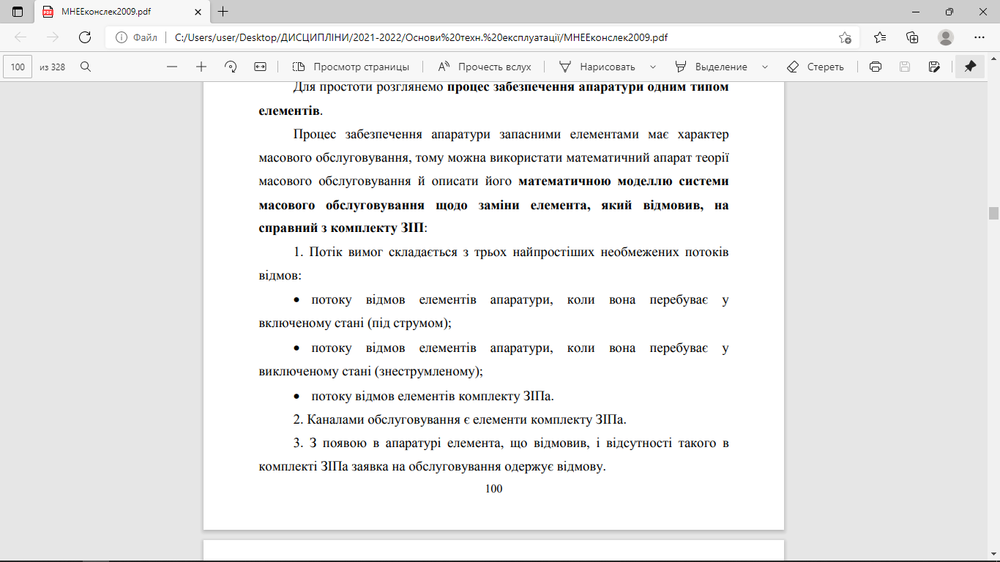 МНЕЕконслек2009.pdf
Файл C:/Users/user/Desktop/ДИСЦИПЛІНИ/2021-2022/Основи%20техн.%20експлуатації/МНЕЕконслек2009.pdf
100 из 328 Просмотр страницы Прочесть вслух Нарисовать Выделение Стереть
Для простоти розглянемо процес забезпечення апаратури одним типом
елементів.
Процес забезпечення апаратури запасними елементами має характер
масового обслуговування, тому можна використати математичний апарат теорії
масового обслуговування й описати його математичною моделлю системи
масового обслуговування щодо заміни елемента, який відмовив, на
справний з комплекту ЗІП:
1. Потік вимог складається з трьох найпростіших необмежених потоків
відмов:
• потоку відмов елементів апаратури, коли вона перебуває у
включеному стані (під струмом);
• потоку відмов елементів апаратури, коли вона перебуває у
виключеному стані (знеструмленому);
• потоку відмов елементів комплекту ЗІПа.
2. Каналами обслуговування є елементи комплекту ЗІПа.
3. З появою в апаратурі елемента, що відмовив, і відсутності такого в
комплекті ЗІПа заявка на обслуговування одержує відмову.
100